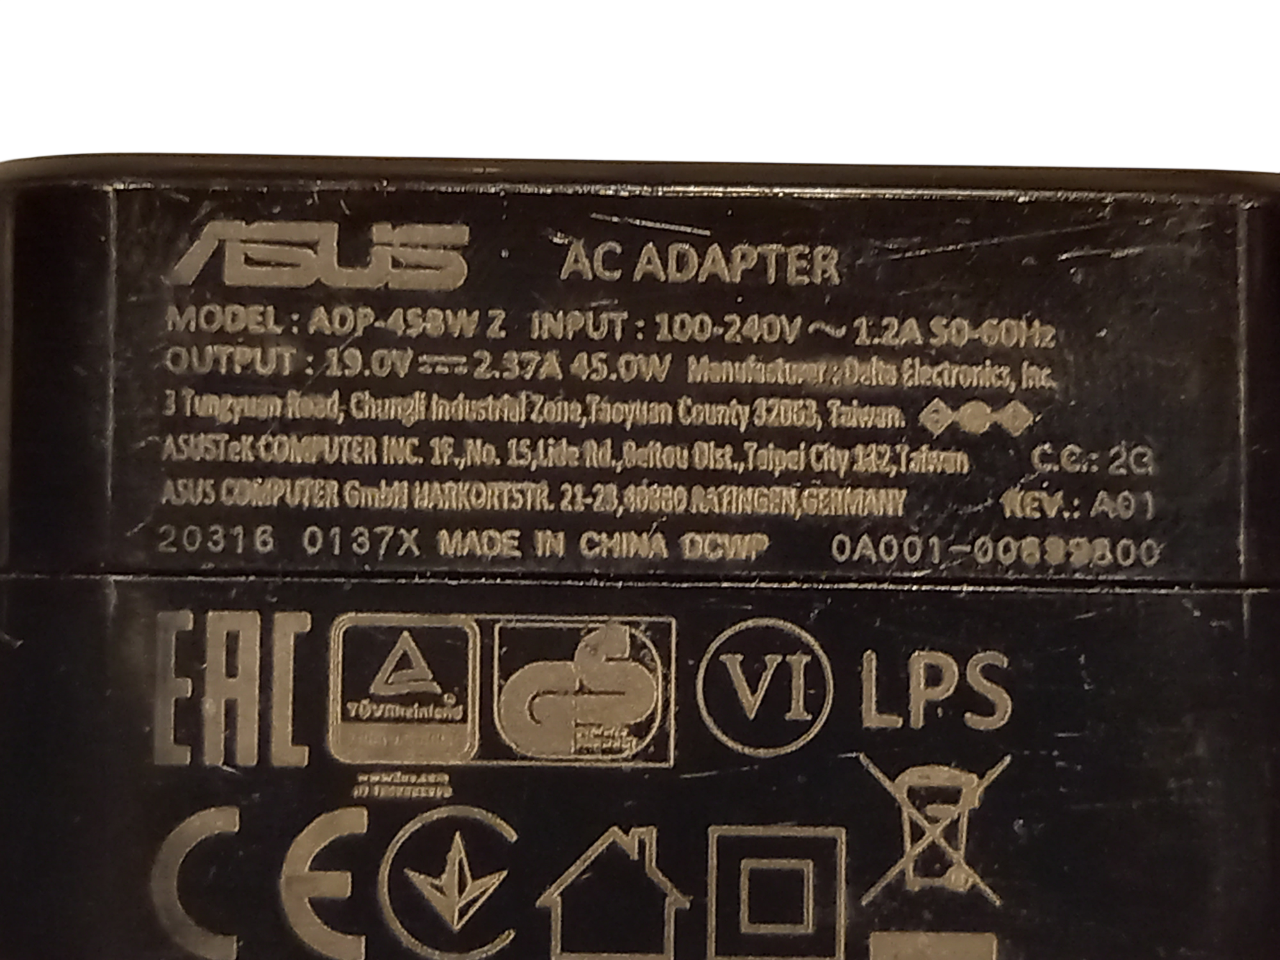 ASUS AC ADAPTER
MODEL : ADP-45BW Z INPUT : 100-240V ~ 1.2A 50-60Hz
OUTPUT : 19.0V 2.37A 45.0W Manufacturer : Delta Electronics, Inc.
3 Tungyuan Road, Chungli Industrial Zone, Taoyuan County 32063, Taiwan.
ASUSTeK COMPUTER INC. 1F., No. 15, Lide Rd., Beitou Dist., Taipei City 112, Taiwan C.C.: 2G
ASUS COMPUTER GmbH HARKORTSTR. 21-23, 40880 RATINGEN, GERMANY REV.: A01
20316 0137X MADE IN CHINA DCWP 0A001-00699800
EAC TÜVRheinland VI LPS
CE